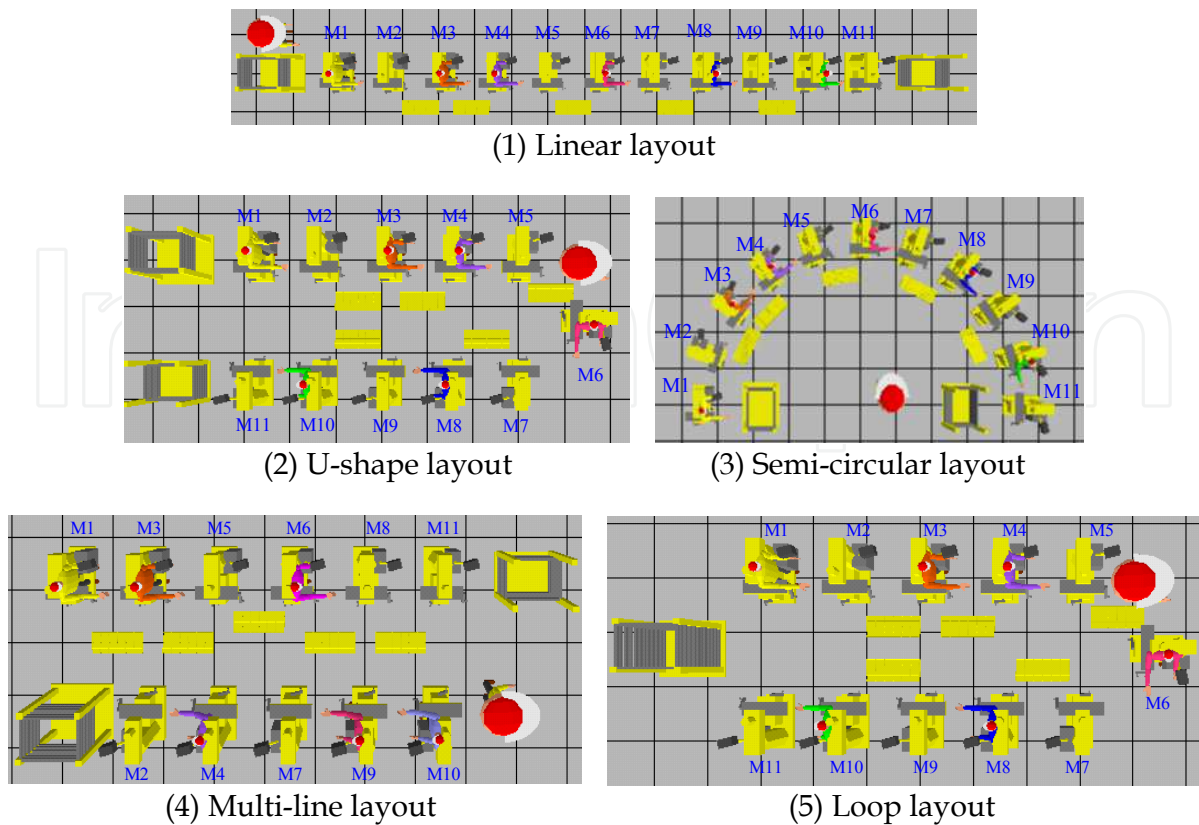 M1 M2 M3 M4 M5 M6 M7 M8 M9 M10 M11
(1) Linear layout
M1 M2 M3 M4 M5
M6
M11 M10 M9 M8 M7
(2) U-shape layout
M6
M5 M7
M4 M8
M3 M9
M2 M10
M1 M11
(3) Semi-circular layout
M1 M3 M5 M6 M8 M11
M2 M4 M7 M9 M10
(4) Multi-line layout
M1 M2 M3 M4 M5
M6
M11 M10 M9 M8 M7
(5) Loop layout